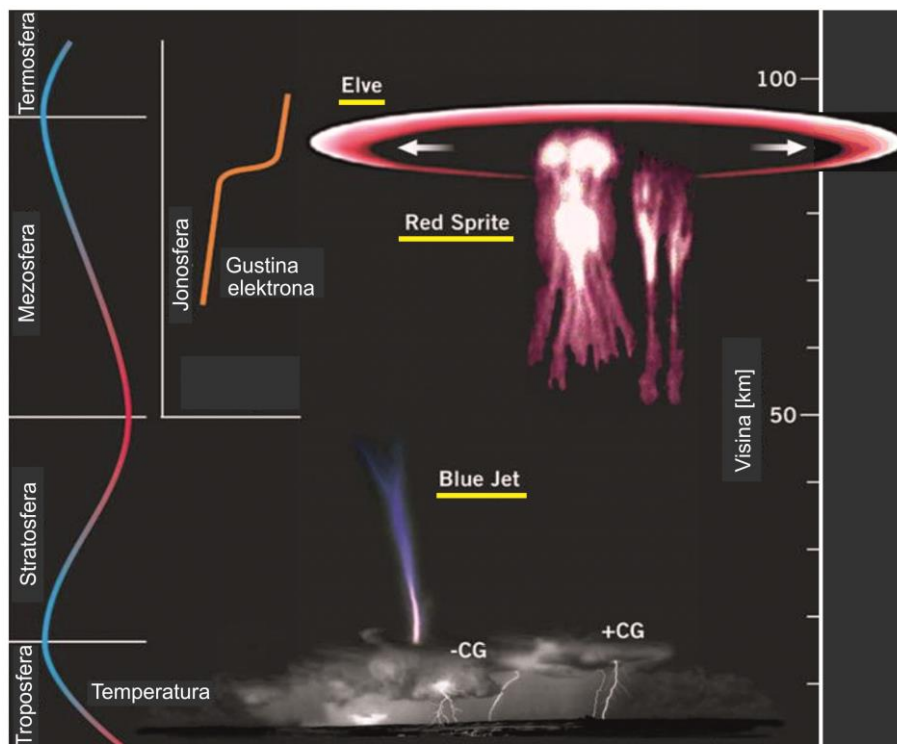 Termosfera
Mezosfera
Stratosfera
Troposfera
Temperatura
Jonosfera
Gustina
elektrona
Elve
Red Sprite
Blue Jet
-CG
+CG
100
50
Visina [km]